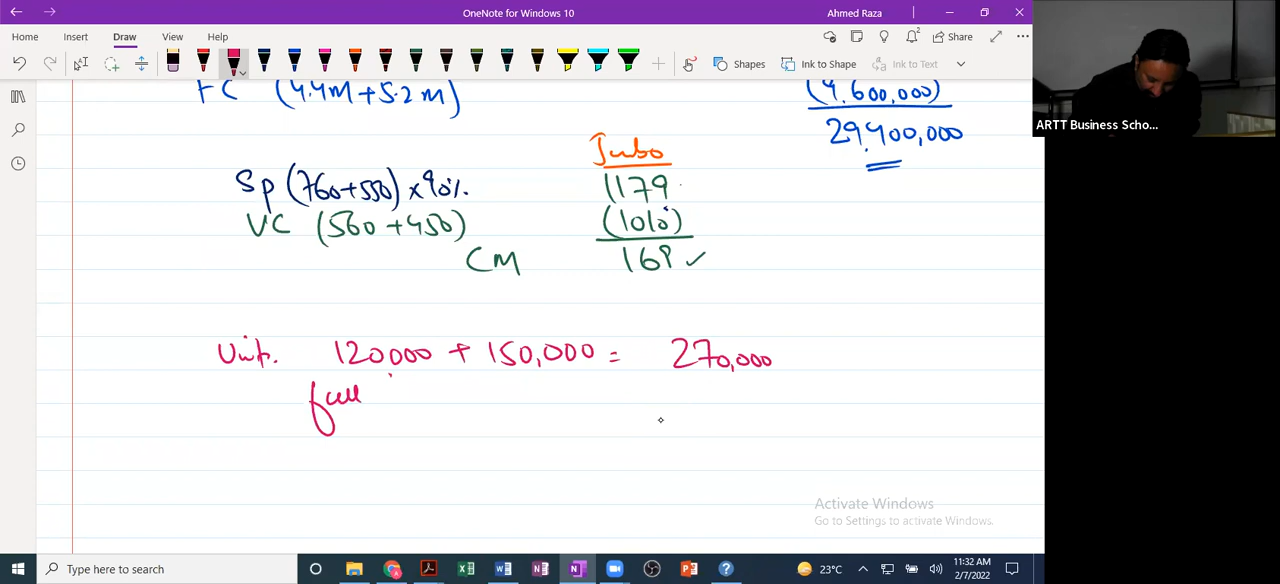 OneNote for Windows 10
Ahmed Raza
Home Insert Draw View Help
Share
Shapes Ink to Shape Ink to Text
FC (4.4M+5.2M) (9.600,000)
29.400,000
Jubo
Sp (760+550) x 90%. 1179
VC (560+450) (1010)
CM 169 ✓
Unit. 120,000 + 150,000 = 270,000
full
Activate Windows
Go to Settings to activate Windows.
ARTT Business Scho...
Type here to search
23°C
11:32 AM
2/7/2022